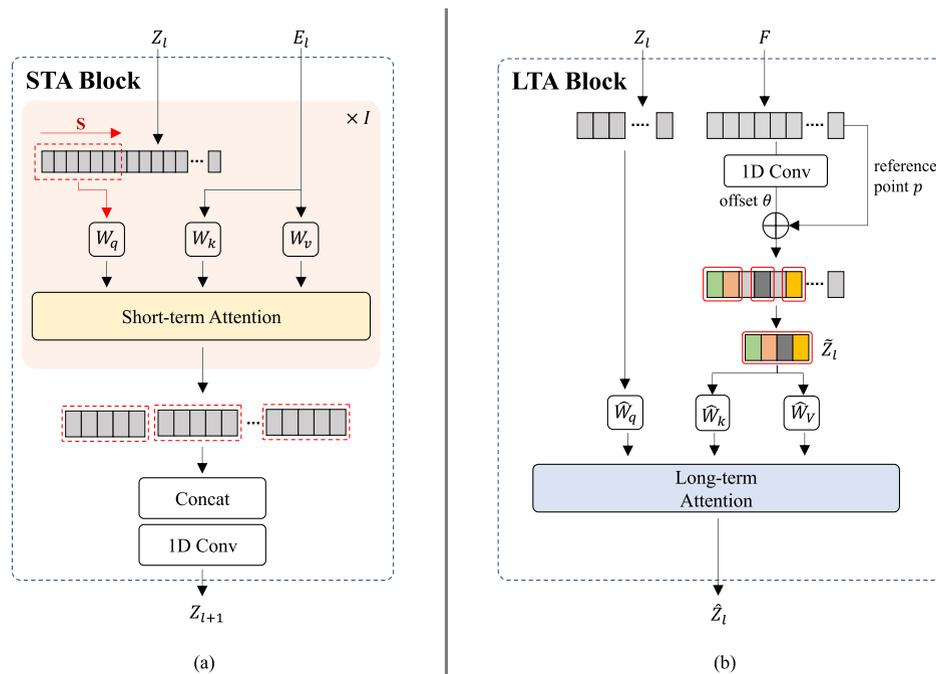 Z_l
E_l
STA Block
× I
S
W_q
W_k
W_v
Short-term Attention
Concat
1D Conv
Z_{l+1}
(a)
Z_l
F
LTA Block
1D Conv
reference
point p
offset θ
Z̃_l
Ŵ_q
Ŵ_k
Ŵ_V
Long-term
Attention
Ẑ_l
(b)